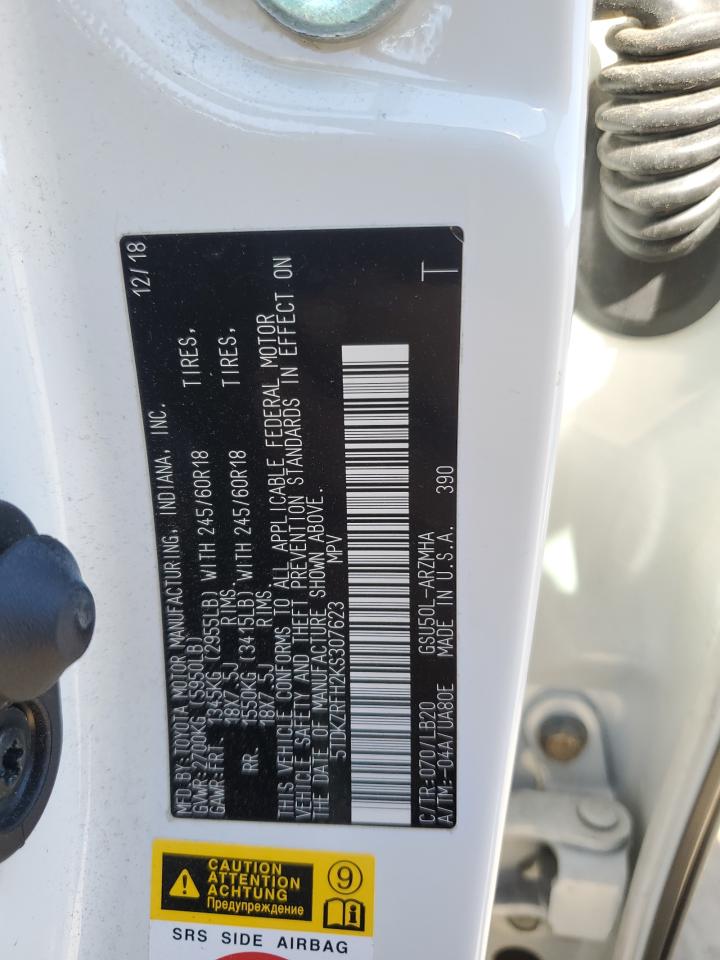 MFD.BY:TOYOTA MOTOR MANUFACTURING, INDIANA, INC. 12/18
GVWR:2700KG (5950LB)
GAWR:FRT 1345KG (2955LB) WITH 245/60R18 TIRES,
18X7.5J RIMS.
RR 1550KG (3415LB) WITH 245/60R18 TIRES,
18X7.5J RIMS.
THIS VEHICLE CONFORMS TO ALL APPLICABLE FEDERAL MOTOR
VEHICLE SAFETY AND THEFT PREVENTION STANDARDS IN EFFECT ON
THE DATE OF MANUFACTURE SHOWN ABOVE.
5TDKZRFH2KS307623 MPV
T
C/TR:070/LB20 GSU50L-ARZMHA
A/TM:-04A/UA80E MADE IN U.S.A. 390
CAUTION
ATTENTION
ACHTUNG
Предупреждение
9
i
SRS SIDE AIRBAG